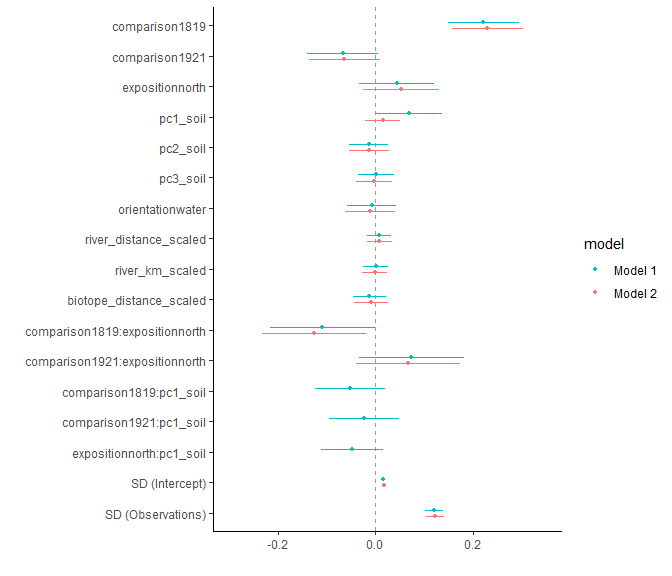 comparison1819
comparison1921
expositionnorth
pc1_soil
pc2_soil
pc3_soil
orientationwater
river_distance_scaled
river_km_scaled
biotope_distance_scaled
comparison1819:expositionnorth
comparison1921:expositionnorth
comparison1819:pc1_soil
comparison1921:pc1_soil
expositionnorth:pc1_soil
SD (Intercept)
SD (Observations)
-0.2 0.0 0.2
model
Model 1
Model 2